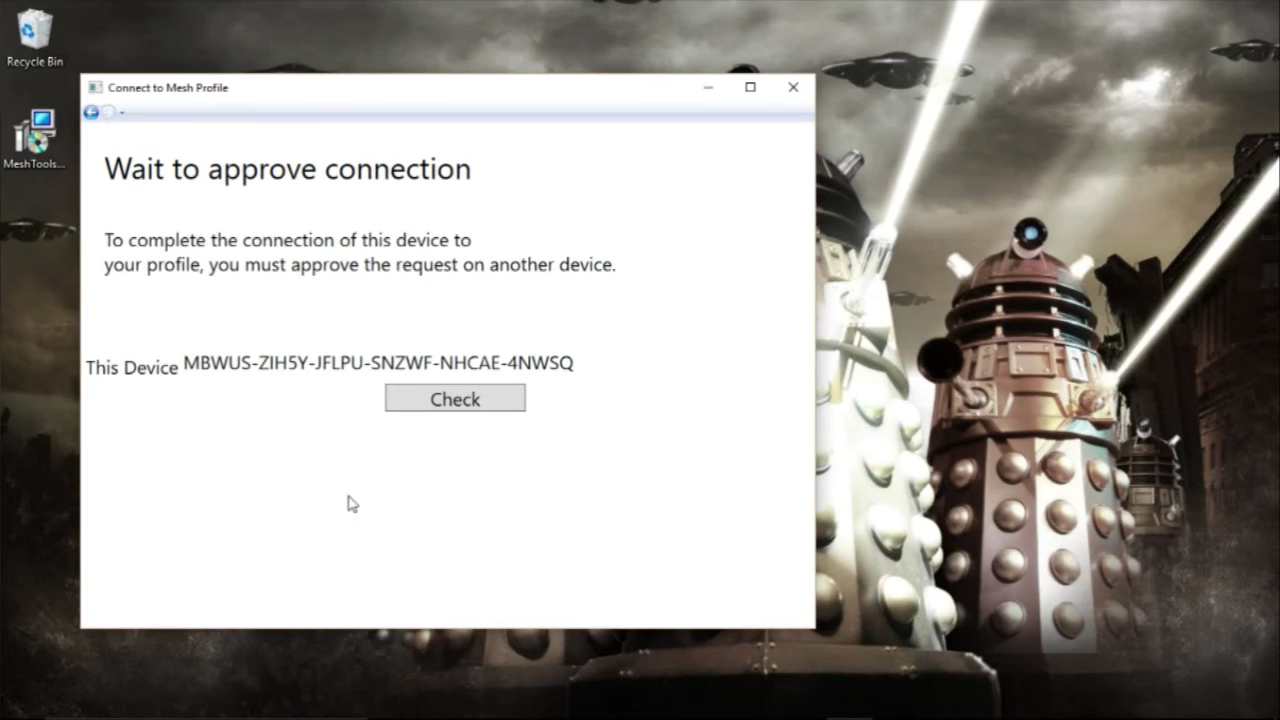 Recycle Bin
MeshTools...
Connect to Mesh Profile
Wait to approve connection
To complete the connection of this device to
your profile, you must approve the request on another device.
This Device MBWUS-ZIH5Y-JFLPU-SNZWF-NHCAE-4NWSQ
Check